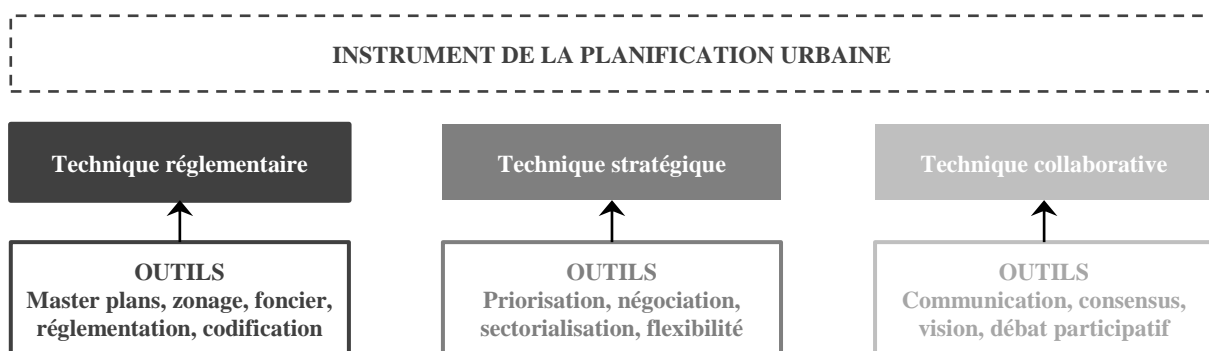 INSTRUMENT DE LA PLANIFICATION URBAINE
Technique réglementaire
Technique stratégique
Technique collaborative
OUTILS
Master plans, zonage, foncier,
réglementation, codification
OUTILS
Priorisation, négociation,
sectorialisation, flexibilité
OUTILS
Communication, consensus,
vision, débat participatif